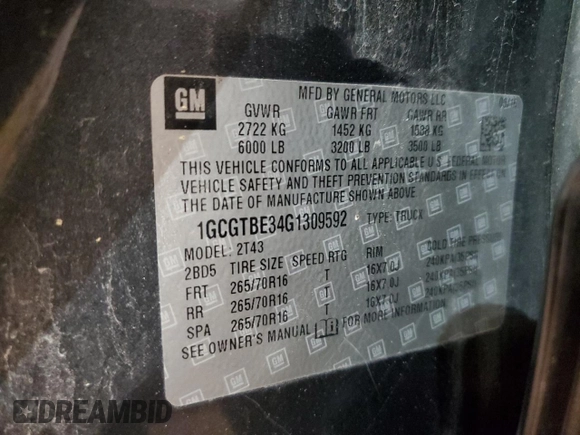 GM
MFD BY GENERAL MOTORS LLC
GVWR GAWR FRT GAWR RR
2722 KG 1452 KG 1588 KG
6000 LB 3200 LB 3500 LB
THIS VEHICLE CONFORMS TO ALL APPLICABLE U.S. FEDERAL MOTOR
VEHICLE SAFETY AND THEFT PREVENTION STANDARDS IN EFFECT ON
THE DATE OF MANUFACTURE SHOWN ABOVE
1GCGTBE34G1309592 TYPE: TRUCK
MODEL: 2T43
2BD5 TIRE SIZE SPEED RTG RIM COLD TIRE PRESSURE
FRT 265/70R16 T 16X7.0J
RR 265/70R16 T 16X7.0J
SPA 265/70R16 T 16X7.0J
SEE OWNER'S MANUAL FOR MORE INFORMATION
DREAMBID